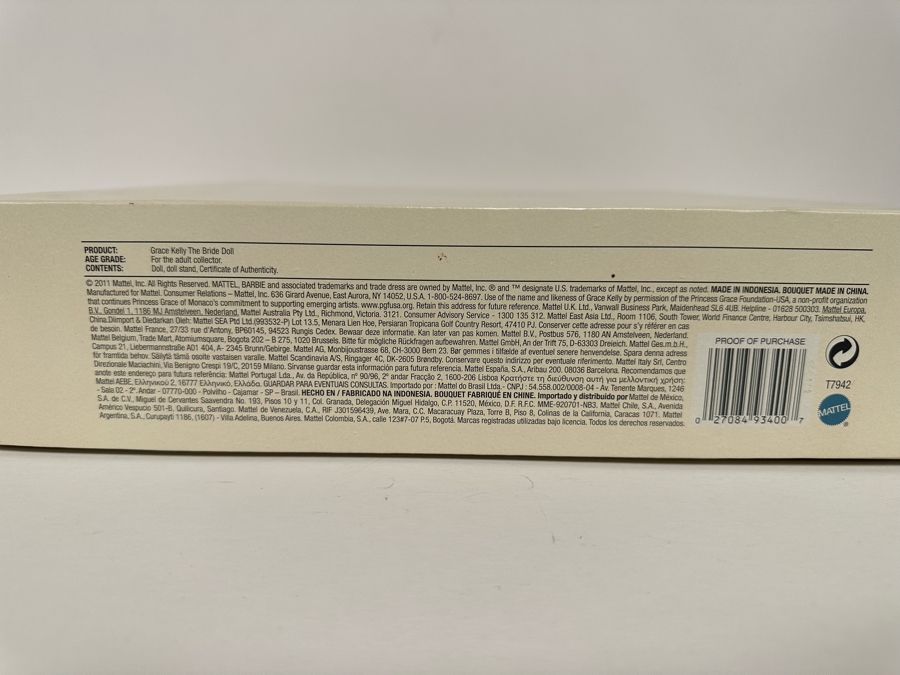 PRODUCT: Grace Kelly The Bride Doll
AGE GRADE: For the adult collector.
CONTENTS: Doll, doll stand, Certificate of Authenticity.
© 2011 Mattel, Inc. All Rights Reserved. MATTEL, BARBIE and associated trademarks and trade dress are owned by Mattel, Inc. ® and ™ designate U.S. trademarks of Mattel, Inc., except as noted. MADE IN INDONESIA. BOUQUET MADE IN CHINA.
Manufactured for Mattel. Consumer Relations – Mattel, Inc. 636 Girard Avenue, East Aurora, NY 14052, U.S.A. 1-800-524-8697. Use of the name and likeness of Grace Kelly by permission of the Princess Grace Foundation-USA, a non-profit organization
that continues Princess Grace of Monaco's commitment to supporting emerging artists. www.pgfusa.org. Retain this address for future reference. Mattel U.K. Ltd., Vanwall Business Park, Maidenhead SL6 4UB. Helpline - 01628 500303. Mattel Europa,
B.V., Gondel 1, 1186 MJ Amstelveen, Nederland. Mattel Australia Pty Ltd., Richmond, Victoria. 3121. Consumer Advisory Service - 1300 135 312. Mattel East Asia Ltd., Room 1106, South Tower, World Finance Centre, Harbour City, Tsimshatsui, HK,
China.Diimport & Diedarkan Oleh: Mattel SEA Ptd Ltd.(993532-P) Lot 13.5, Menara Lien Hoe, Persiaran Tropicana Golf Country Resort, 47410 PJ. Conserver cette adresse pour s'y référer en cas
de besoin. Mattel France, 27/33 rue d'Antony, BP60145, 94523 Rungis Cedex. Bewaar deze informatie. Kan later van pas komen. Mattel B.V., Postbus 576, 1180 AN Amstelveen, Nederland.
Mattel Belgium, Trade Mart, Atomiumsquare, Bogota 202 – B 275, 1020 Brussels. Bitte für mögliche Rückfragen aufbewahren. Mattel GmbH, An der Trift 75, D-63303 Dreieich. Mattel Ges.m.b.H.,
Campus 21, Liebermannstraße A01 404, A- 2345 Brunn/Gebirge. Mattel AG, Monbijoustrasse 68, CH-3000 Bern 23. Bør gemmes i tilfælde af eventuel senere henvendelse. Spara denna adress
för framtida behov. Säilytä tämä osoite vastaisen varalle. Mattel Scandinavia A/S, Ringager 4C, DK-2605 Brøndby. Conservare questo indirizzo per eventuale riferimento. Mattel Italy Srl, Centro
Direzionale Maciachini, Via Benigno Crespi 19/C, 20159 Milano. Sírvanse guardar esta información para futura referencia. Mattel España, S.A., Aribau 200. 08036 Barcelona. Recomendamos que
anote este endereço para futura referência: Mattel Portugal Lda., Av. da República, nº 90/96, 2º andar Fracção 2, 1600-206 Lisboa Κρατήστε τη διεύθυνση αυτή για μελλοντική χρήση:
Mattel AEBE, Ελληνικού 2, 16777 Ελληνικό, Ελλάδα. GUARDAR PARA EVENTUAIS CONSULTAS. Importado por : Mattel do Brasil Ltda.- CNPJ : 54.558.002/0008-04 - Av. Tenente Marques, 1246
- Sala 02 - 2º. Andar - 07770-000 - Polvilho - Cajamar - SP – Brasil. HECHO EN / FABRICADO NA INDONESIA. BOUQUET FABRIQUÉ EN CHINE. Importado y distribuido por Mattel de México,
S.A. de C.V., Miguel de Cervantes Saavedra No. 193, Pisos 10 y 11, Col. Granada, Delegación Miguel Hidalgo, C.P. 11520, México, D.F. R.F.C. MME-920701-NB3. Mattel Chile, S.A., Avenida
Américo Vespucio 501-B, Quilicura, Santiago. Mattel de Venezuela, C.A., RIF J301596439, Ave. Mara, C.C. Macaracuay Plaza, Torre B, Piso 8, Colinas de la California, Caracas 1071. Mattel
Argentina, S.A., Curupaytí 1186, (1607) - Villa Adelina, Buenos Aires. Mattel Colombia, S.A., calle 123#7-07 P.5, Bogotá. Marcas registradas utilizadas bajo licencia. Todos los derechos reservados.
PROOF OF PURCHASE
0 27084 93400 7
T7942
MATTEL
®